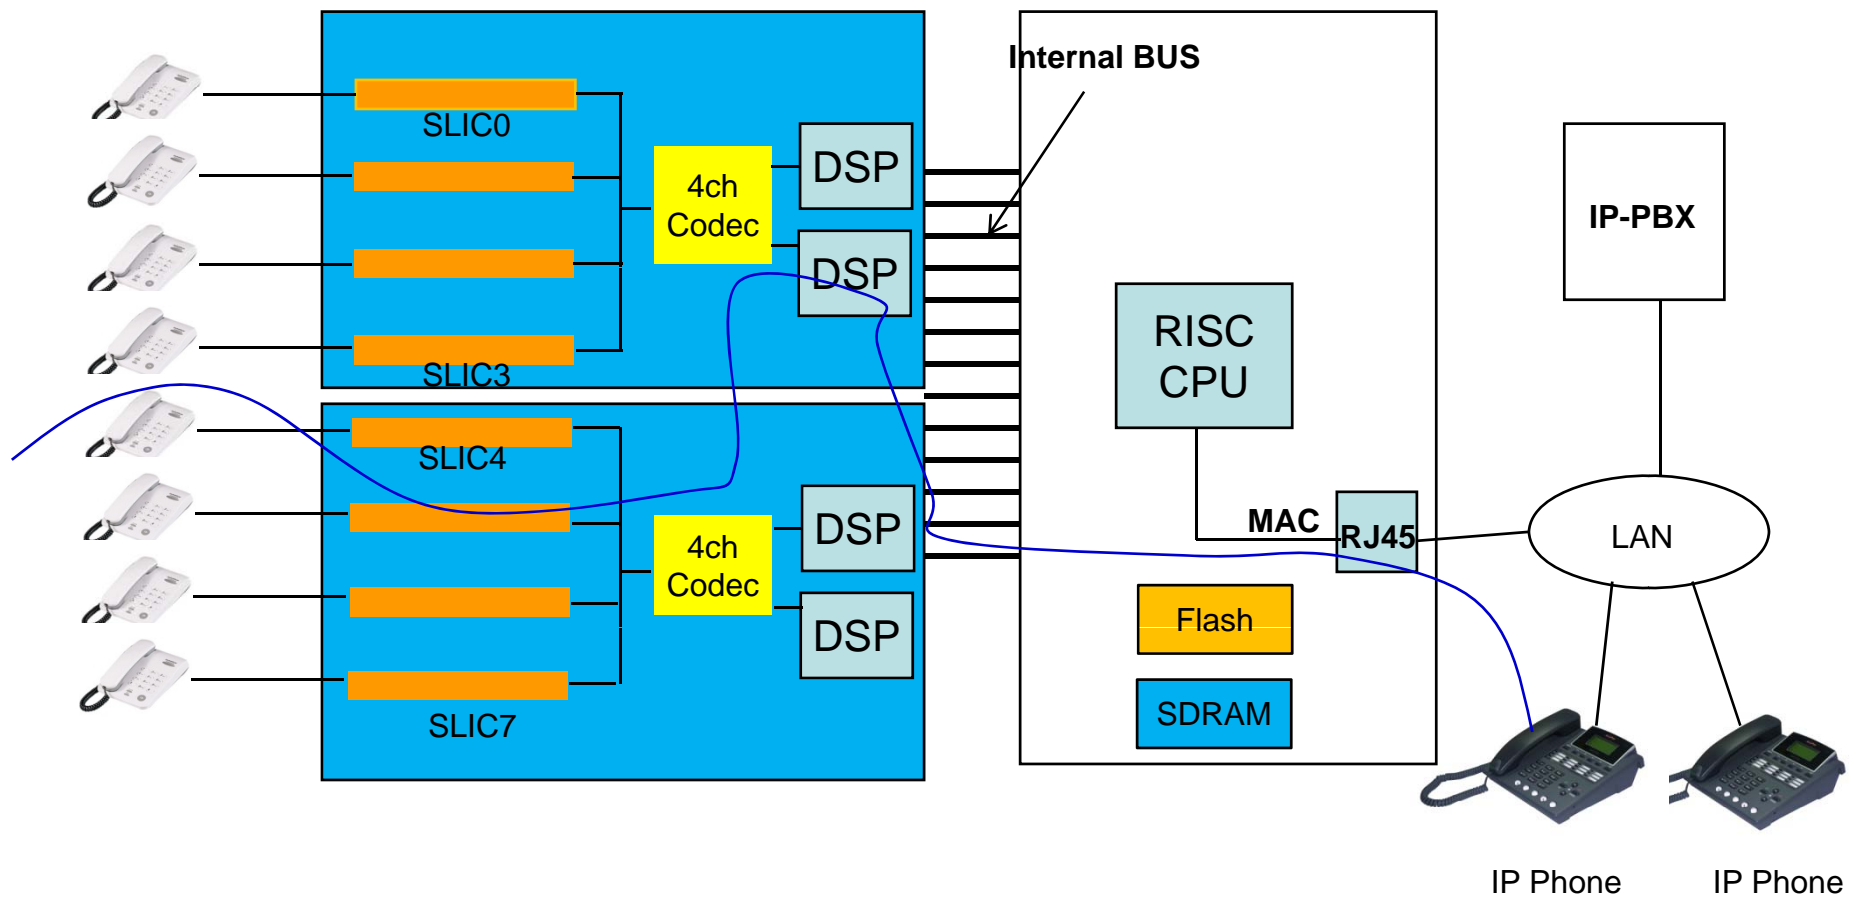 Internal BUS
SLIC0
4ch
Codec
DSP
DSP
SLIC3
IP-PBX
RISC
CPU
SLIC4
4ch
Codec
DSP
DSP
SLIC7
MAC
RJ45
LAN
Flash
SDRAM
IP Phone
IP Phone